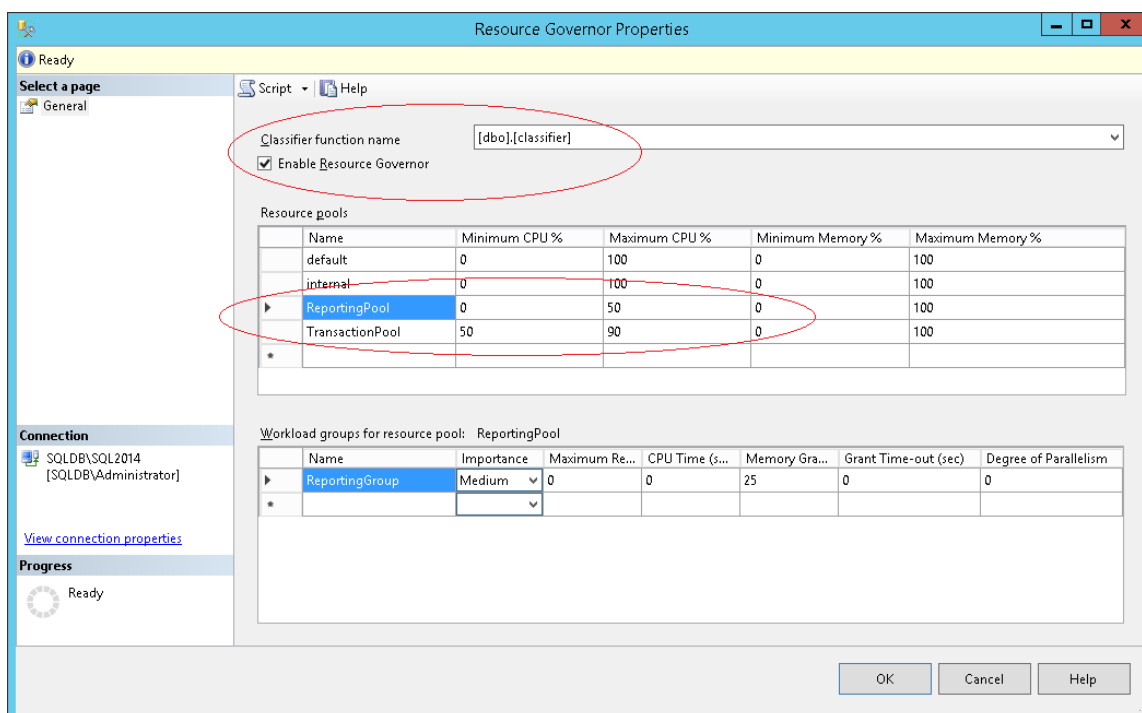 Resource Governor Properties
Ready
Select a page
General
Script Help
Classifier function name [dbo].[classifier]
Enable Resource Governor
Resource pools
Name Minimum CPU % Maximum CPU % Minimum Memory % Maximum Memory %
default 0 100 0 100
internal 0 100 0 100
ReportingPool 0 50 0 100
TransactionPool 50 90 0 100
*
Connection
SQLDB\SQL2014
[SQLDB\Administrator]
View connection properties
Progress
Ready
Workload groups for resource pool: ReportingPool
Name Importance Maximum Re... CPU Time (s... Memory Gra... Grant Time-out (sec) Degree of Parallelism
ReportingGroup Medium 0 0 25 0 0
*
OK Cancel Help